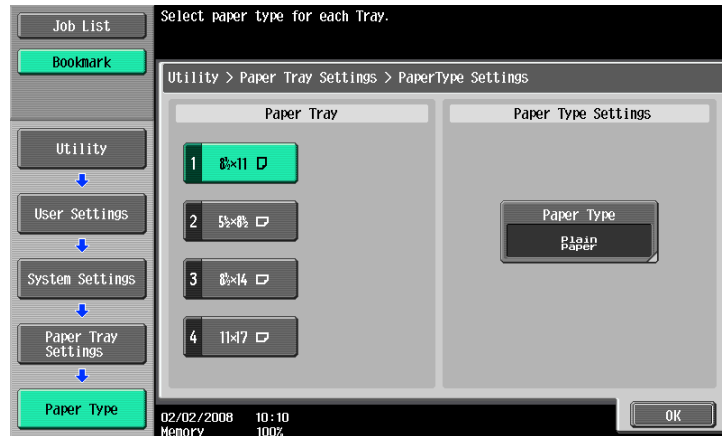 Job List
Bookmark
Utility
User Settings
System Settings
Paper Tray
Settings
Paper Type
Select paper type for each Tray.
Utility > Paper Tray Settings > PaperType Settings
Paper Tray
1 8½×11
2 5½×8½
3 8½×14
4 11×17
Paper Type Settings
Paper Type
Plain
Paper
02/02/2008 10:10
Memory 100%
OK